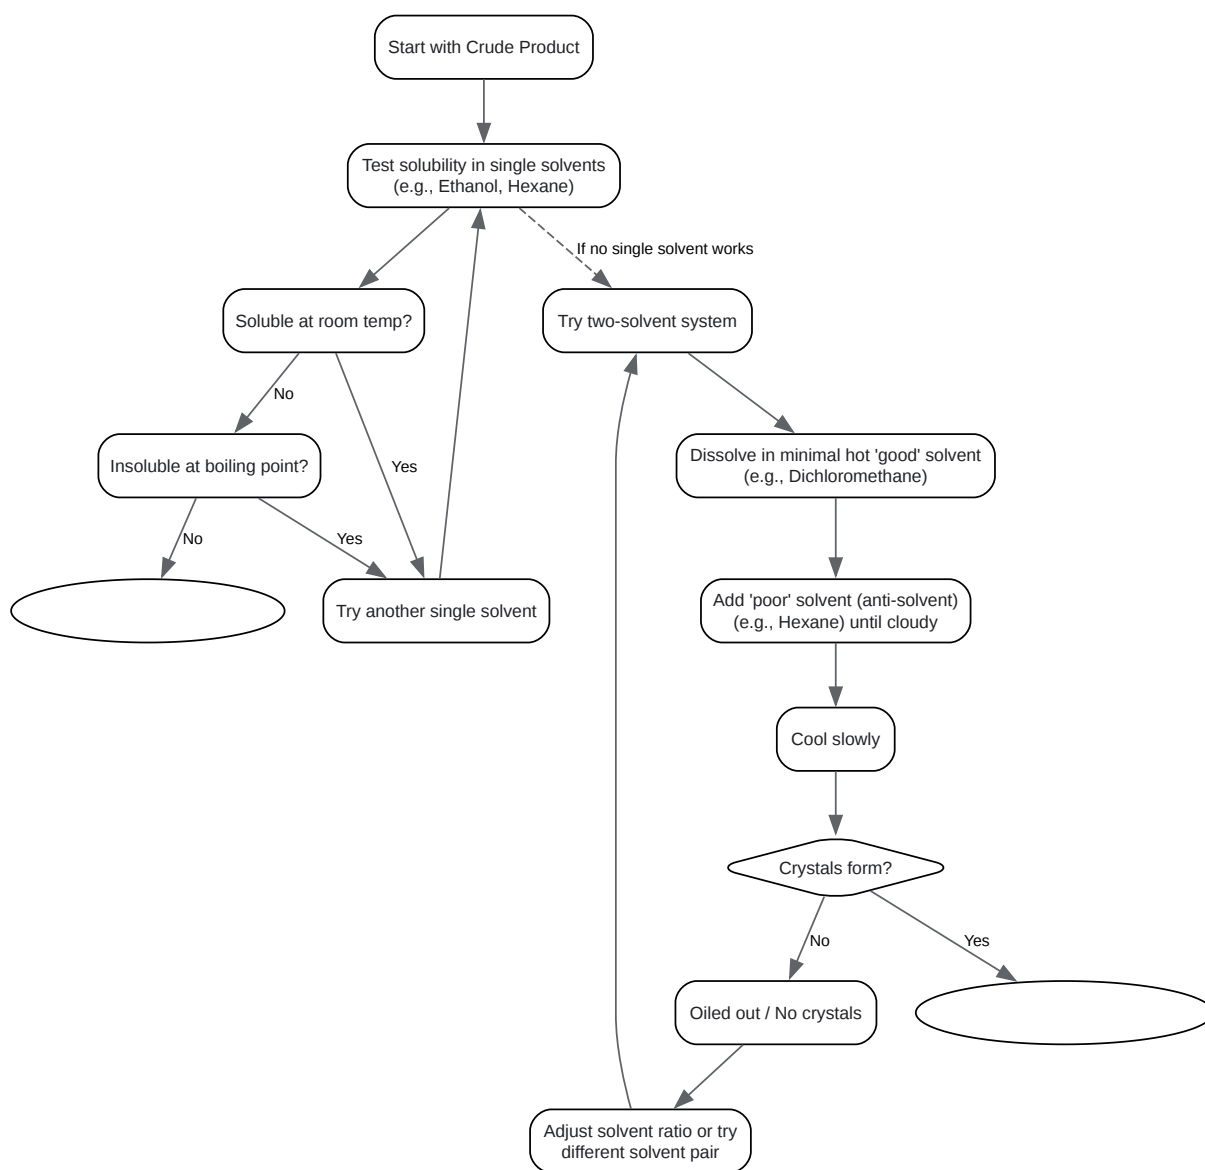 Start with Crude Product
Test solubility in single solvents
(e.g., Ethanol, Hexane)
If no single solvent works
Soluble at room temp?
Try two-solvent system
No
Yes
Insoluble at boiling point?
Dissolve in minimal hot 'good' solvent
(e.g., Dichloromethane)
No
Yes
Try another single solvent
Add 'poor' solvent (anti-solvent)
(e.g., Hexane) until cloudy
Cool slowly
Crystals form?
No
Yes
Oiled out / No crystals
Adjust solvent ratio or try
different solvent pair